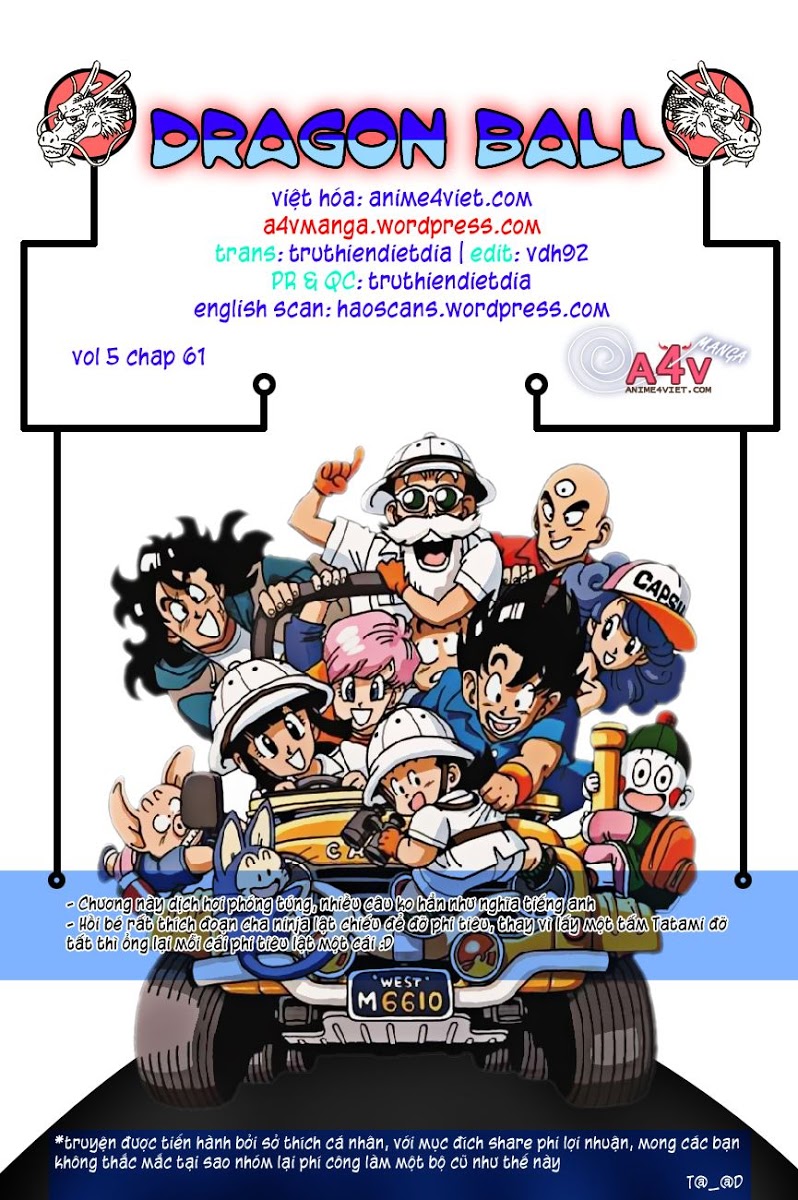 DRAGON BALL
việt hóa: anime4viet.com
a4vmanga.wordpress.com
trans: truthiendietdia | edit: vdh92
PR & QC: truthiendietdia
english scan: haoscans.wordpress.com
vol 5 chap 61
A4V MANGA
ANIME4VIET.COM
CAPSU
CA
- Chương này dịch hơi phóng túng, nhiều câu ko hẳn như nghĩa tiếng anh
- Hồi bé rất thích đoạn cha ninja lật chiếu để đỡ phi tiêu, thay vì lấy một tấm Tatami đỡ
tất thì ổng lại mỗi cái phi tiêu lật một cái :D
"WEST"
M6610
*truyện được tiến hành bởi sở thích cá nhân, với mục đích share phi lợi nhuận, mong các bạn
không thắc mắc tại sao nhóm lại phí công làm một bộ cũ như thế này
T@_@D